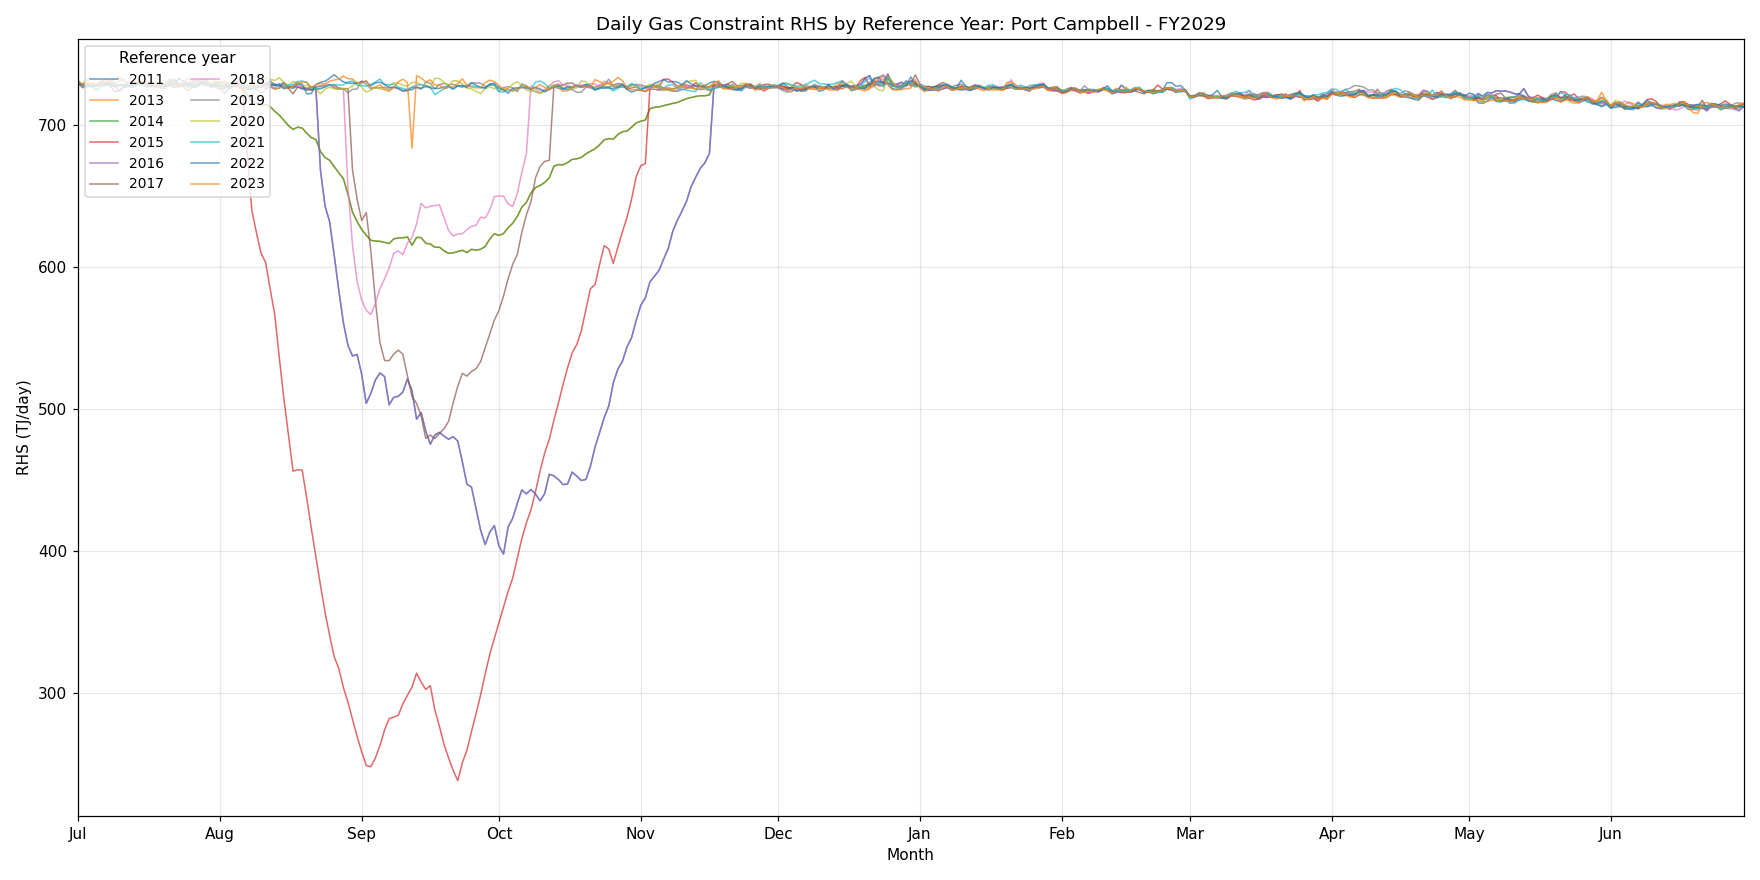 Daily Gas Constraint RHS by Reference Year: Port Campbell - FY2029
Reference year
2011 2018
2013 2019
2014 2020
2015 2021
2016 2022
2017 2023
700
600
500
400
300
RHS (TJ/day)
Jul Aug Sep Oct Nov Dec Jan Feb Mar Apr May Jun
Month